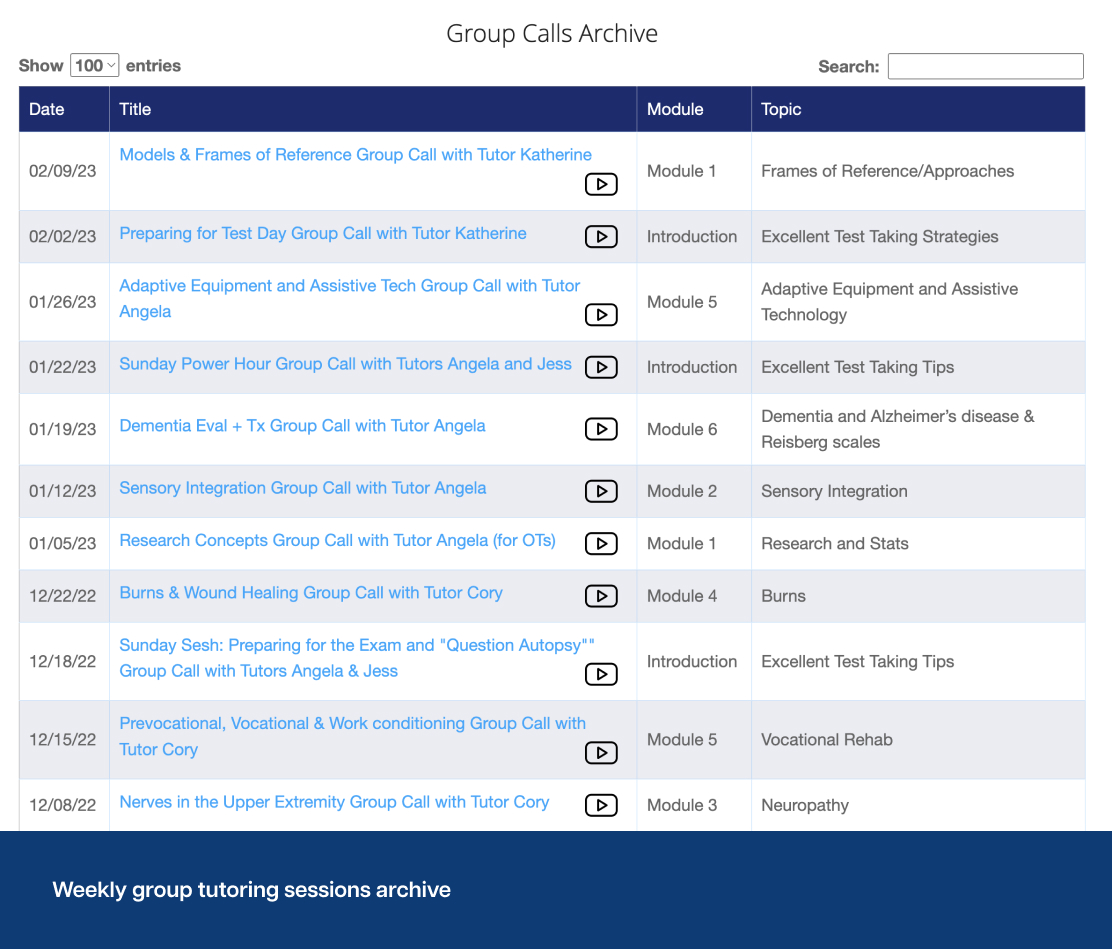 Group Calls Archive
Show 100 entries
Search:
Date Title Module Topic
02/09/23 Models & Frames of Reference Group Call with Tutor Katherine Module 1 Frames of Reference/Approaches
02/02/23 Preparing for Test Day Group Call with Tutor Katherine Introduction Excellent Test Taking Strategies
01/26/23 Adaptive Equipment and Assistive Tech Group Call with Tutor
Angela Module 5 Adaptive Equipment and Assistive
Technology
01/22/23 Sunday Power Hour Group Call with Tutors Angela and Jess Introduction Excellent Test Taking Tips
01/19/23 Dementia Eval + Tx Group Call with Tutor Angela Module 6 Dementia and Alzheimer’s disease &
Reisberg scales
01/12/23 Sensory Integration Group Call with Tutor Angela Module 2 Sensory Integration
01/05/23 Research Concepts Group Call with Tutor Angela (for OTs) Module 1 Research and Stats
12/22/22 Burns & Wound Healing Group Call with Tutor Cory Module 4 Burns
12/18/22 Sunday Sesh: Preparing for the Exam and "Question Autopsy""
Group Call with Tutors Angela & Jess Introduction Excellent Test Taking Tips
12/15/22 Prevocational, Vocational & Work conditioning Group Call with
Tutor Cory Module 5 Vocational Rehab
12/08/22 Nerves in the Upper Extremity Group Call with Tutor Cory Module 3 Neuropathy
Weekly group tutoring sessions archive